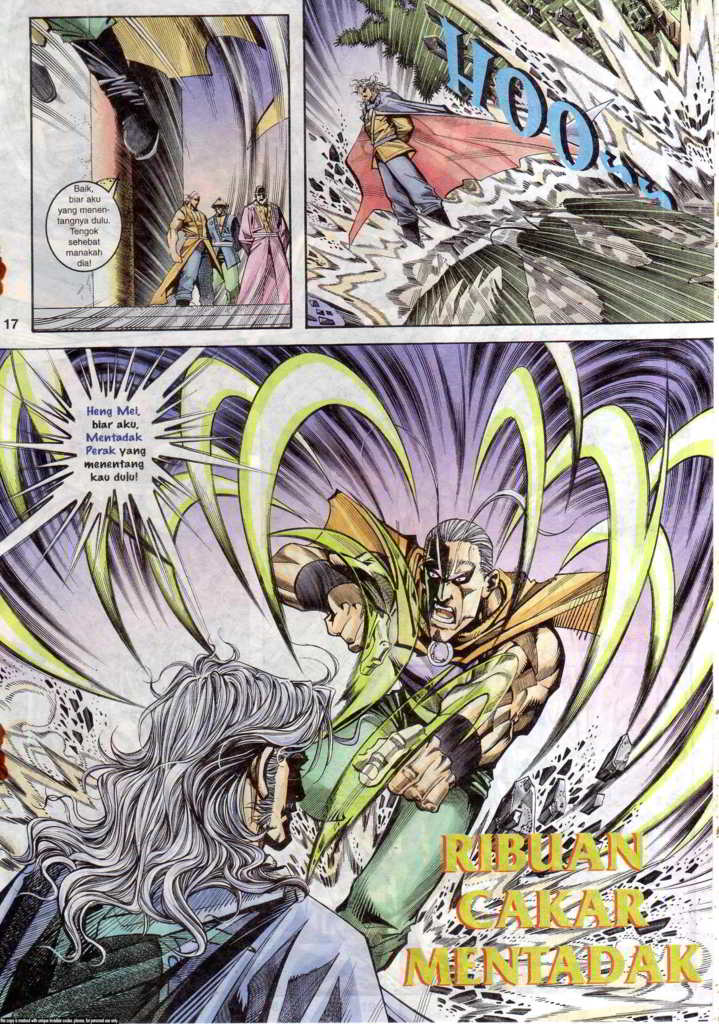 Baik,
biar aku
yang menen-
tangnya dulu.
Tengok
sehebat
manakah
dia!
HOOHHH
17
Heng Mei,
biar aku,
Mentadak
Perak yang
menentang
kau dulu!
RIBUAN
CAKAR
MENTADAK